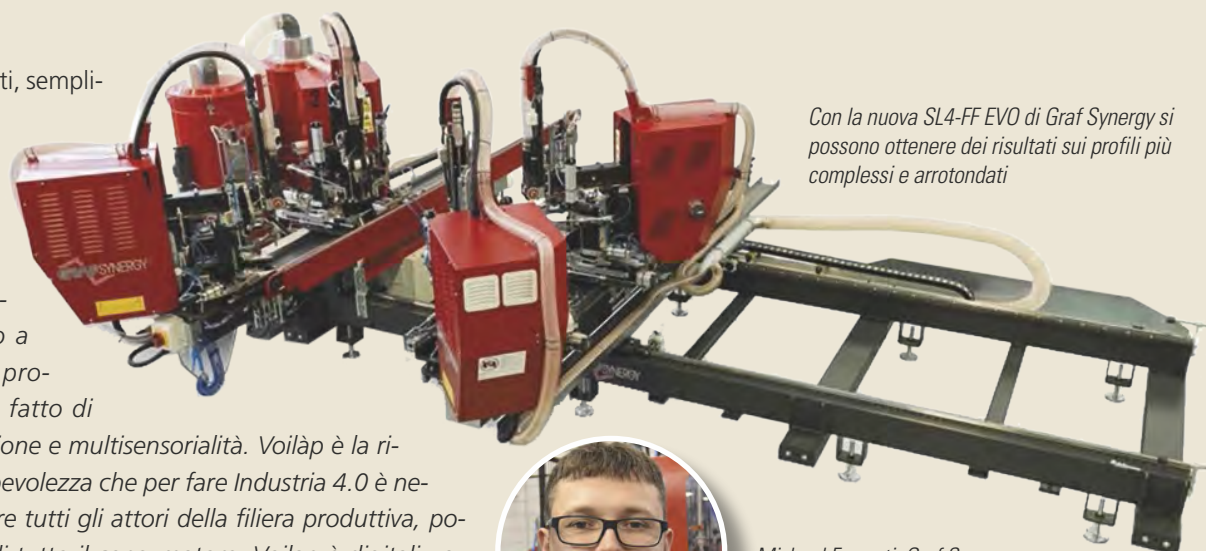 ti, sempli-
Con la nuova SL4-FF EVO di Graf Synergy si
possono ottenere dei risultati sui profili più
complessi e arrotondati
SYNERGY
-
o a
pro-
fatto di
ione e multisensorialità. Voilàp è la ri-
evolezza che per fare Industria 4.0 è ne-
re tutti gli attori della filiera produttiva, po-
SYNERGY